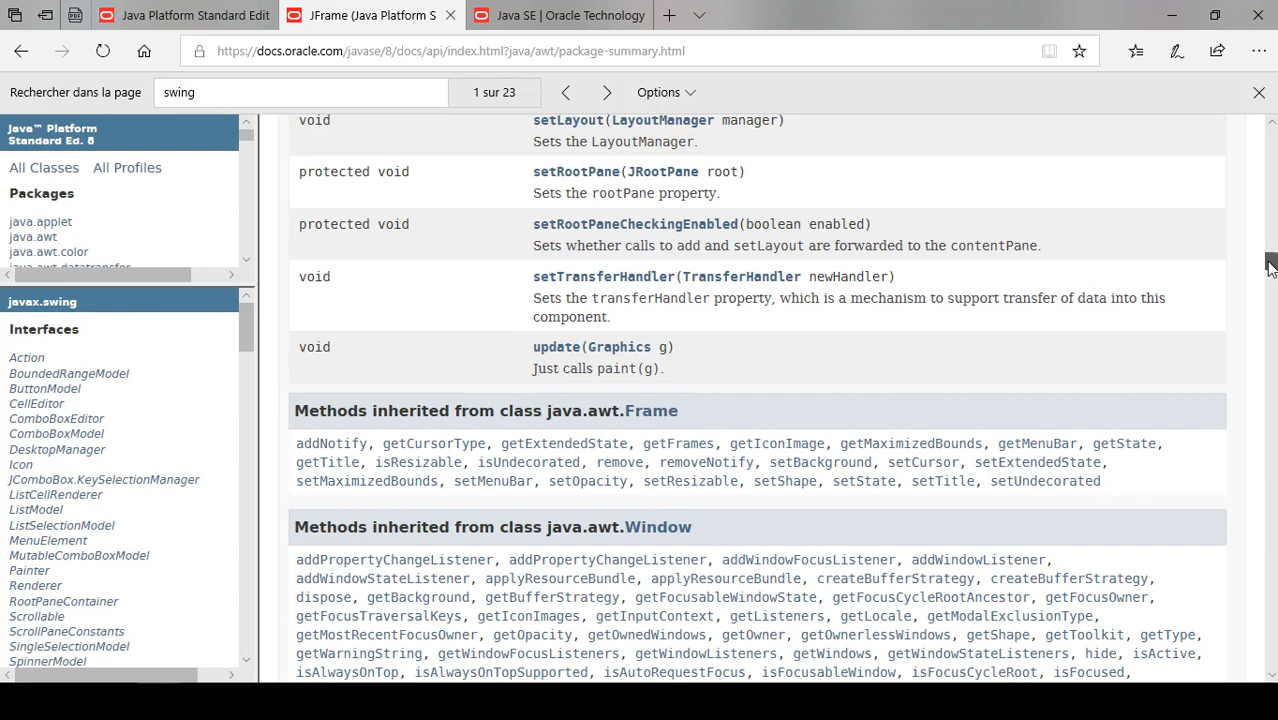 Java Platform Standard Edit
JFrame (Java Platform S
Java SE | Oracle Technology
https://docs.oracle.com/javase/8/docs/api/index.html?java/awt/package-summary.html
Rechercher dans la page
swing
1 sur 23
Options
Java™ Platform
Standard Ed. 8
All Classes All Profiles
Packages
java.applet
java.awt
java.awt.color
java.awt.datatransfer
javax.swing
Interfaces
Action
BoundedRangeModel
ButtonModel
CellEditor
ComboBoxEditor
ComboBoxModel
DesktopManager
Icon
JComboBox.KeySelectionManager
ListCellRenderer
ListModel
ListSelectionModel
MenuElement
MutableComboBoxModel
Painter
Renderer
RootPaneContainer
Scrollable
ScrollPaneConstants
SingleSelectionModel
SpinnerModel
void setLayout(LayoutManager manager)
Sets the LayoutManager.
protected void setRootPane(JRootPane root)
Sets the rootPane property.
protected void setRootPaneCheckingEnabled(boolean enabled)
Sets whether calls to add and setLayout are forwarded to the contentPane.
void setTransferHandler(TransferHandler newHandler)
Sets the transferHandler property, which is a mechanism to support transfer of data into this
component.
void update(Graphics g)
Just calls paint(g).
Methods inherited from class java.awt.Frame
addNotify, getCursorType, getExtendedState, getFrames, getIconImage, getMaximizedBounds, getMenuBar, getState,
getTitle, isResizable, isUndecorated, remove, removeNotify, setBackground, setCursor, setExtendedState,
setMaximizedBounds, setMenuBar, setOpacity, setResizable, setShape, setState, setTitle, setUndecorated
Methods inherited from class java.awt.Window
addPropertyChangeListener, addPropertyChangeListener, addWindowFocusListener, addWindowListener,
addWindowStateListener, applyResourceBundle, applyResourceBundle, createBufferStrategy, createBufferStrategy,
dispose, getBackground, getBufferStrategy, getFocusableWindowState, getFocusCycleRootAncestor, getFocusOwner,
getFocusTraversalKeys, getIconImages, getInputContext, getListeners, getLocale, getModalExclusionType,
getMostRecentFocusOwner, getOpacity, getOwnedWindows, getOwner, getOwnerlessWindows, getShape, getToolkit, getType,
getWarningString, getWindowFocusListeners, getWindowListeners, getWindows, getWindowStateListeners, hide, isActive,
isAlwaysOnTop, isAlwaysOnTopSupported, isAutoRequestFocus, isFocusableWindow, isFocusCycleRoot, isFocused,